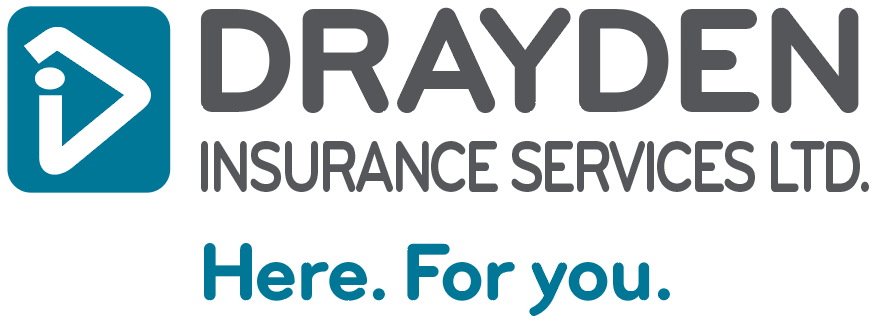 DRAYDEN
INSURANCE SERVICES LTD.
Here. For you.